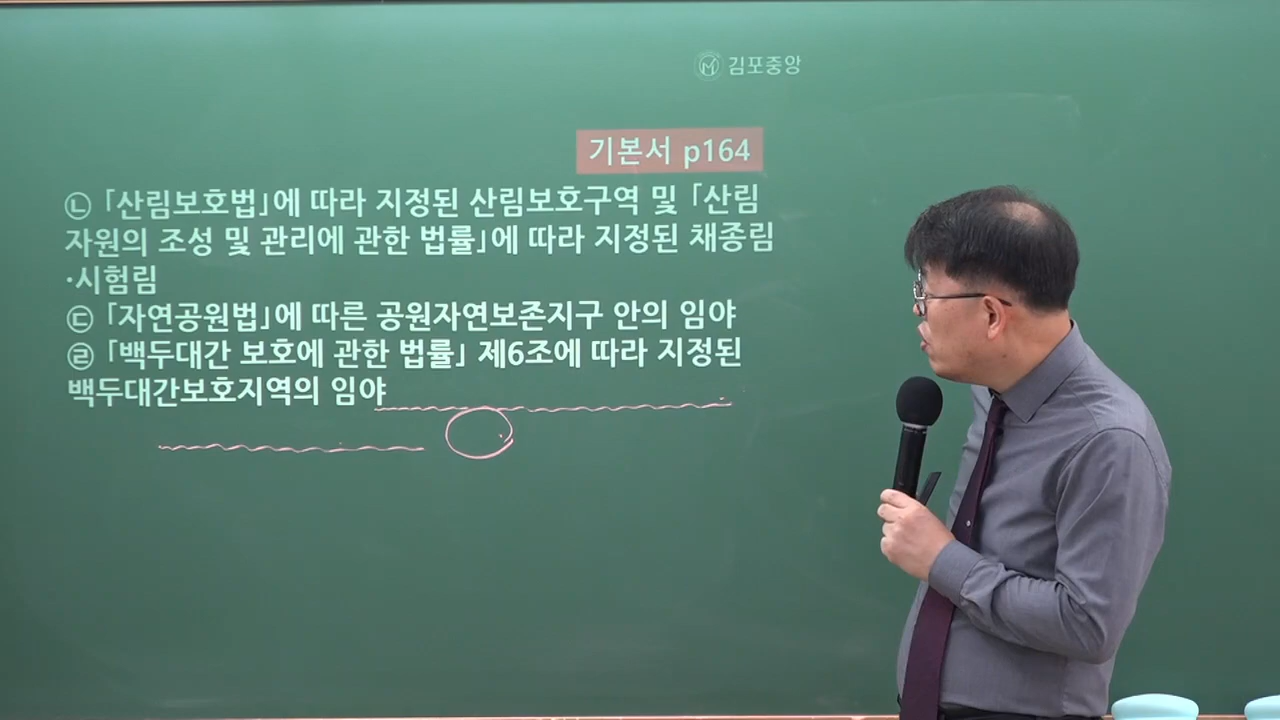 김포중앙
기본서 p164
㉡ ｢산림보호법｣에 따라 지정된 산림보호구역 및 ｢산림
자원의 조성 및 관리에 관한 법률｣에 따라 지정된 채종림
·시험림
㉢ ｢자연공원법｣에 따른 공원자연보존지구 안의 임야
㉣ ｢백두대간 보호에 관한 법률｣ 제6조에 따라 지정된
백두대간보호지역의 임야